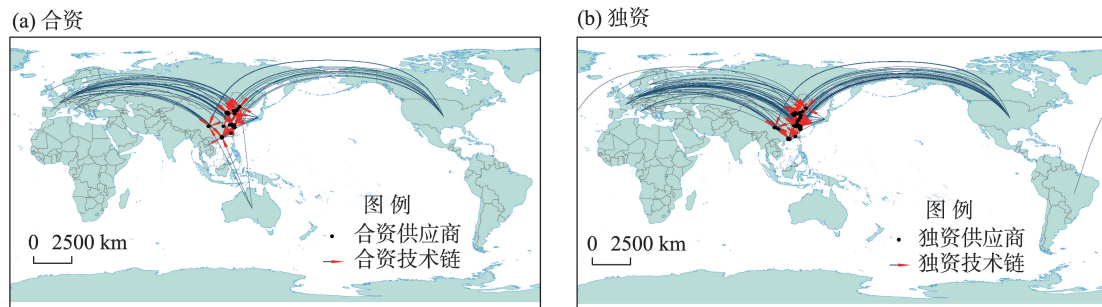 (a) 合资
图 例
合资供应商
合资技术链
0 2500 km
(b) 独资
图 例
独资供应商
独资技术链
0 2500 km